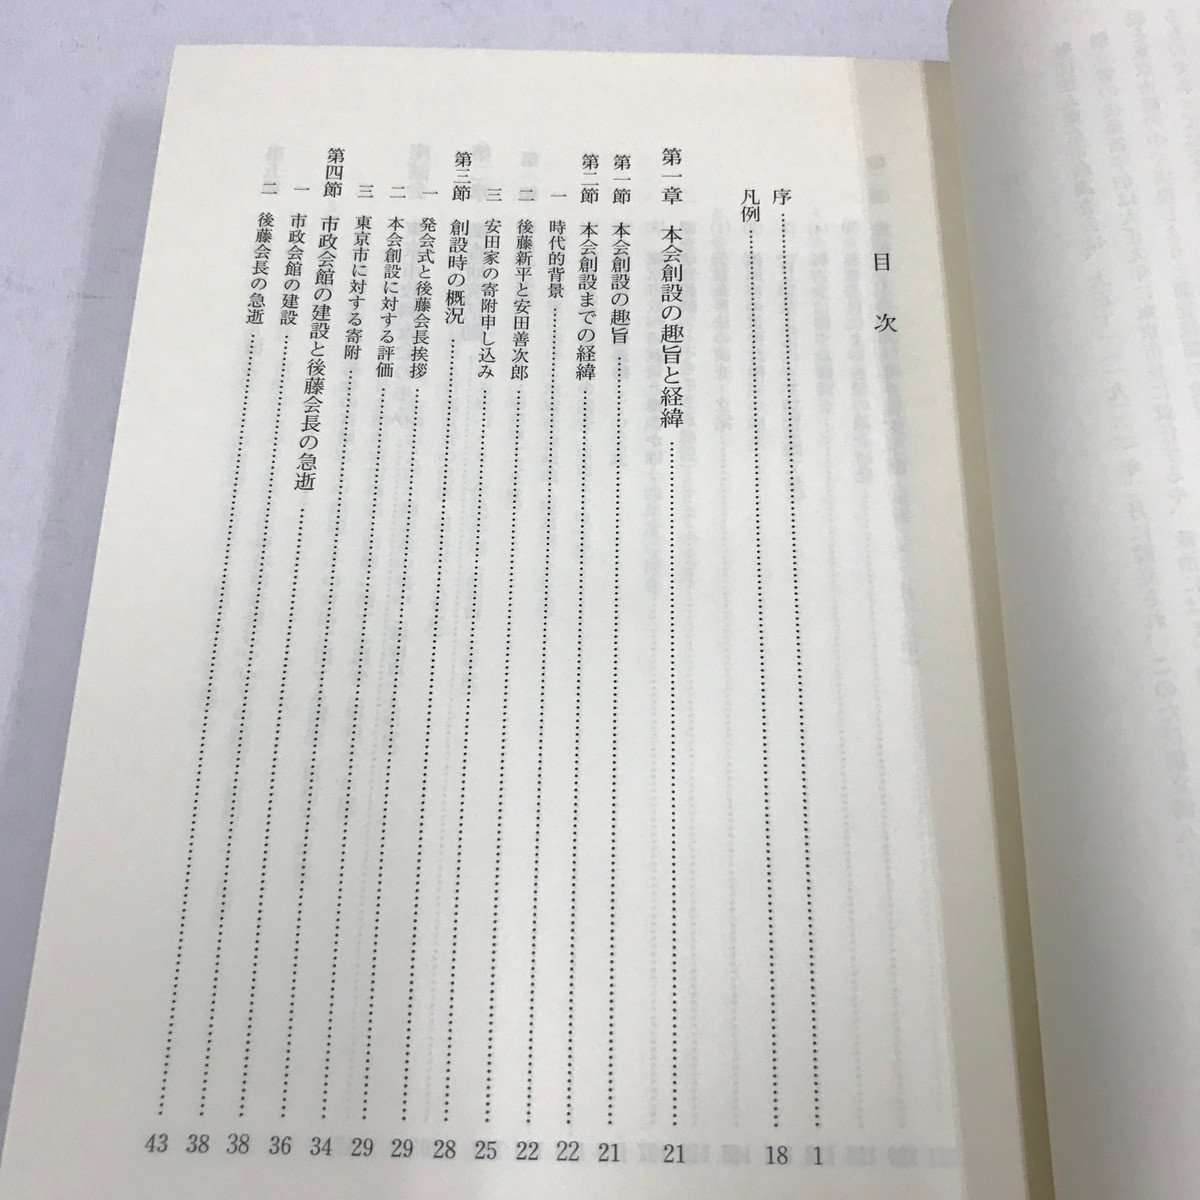 目次
序……1
凡例……18
第一章 本会創設の趣旨と経緯……21
第一節 本会創設の趣旨……21
第二節 本会創設までの経緯……22
一 時代的背景……22
二 後藤新平と安田善次郎……25
三 安田家の寄附申し込み……28
第三節 創設時の概況……29
一 発会式と後藤会長挨拶……29
二 本会創設に対する評価……34
三 東京市に対する寄附……36
第四節 市政会館の建設と後藤会長の急逝……38
一 市政会館の建設……38
二 後藤会長の急逝……43